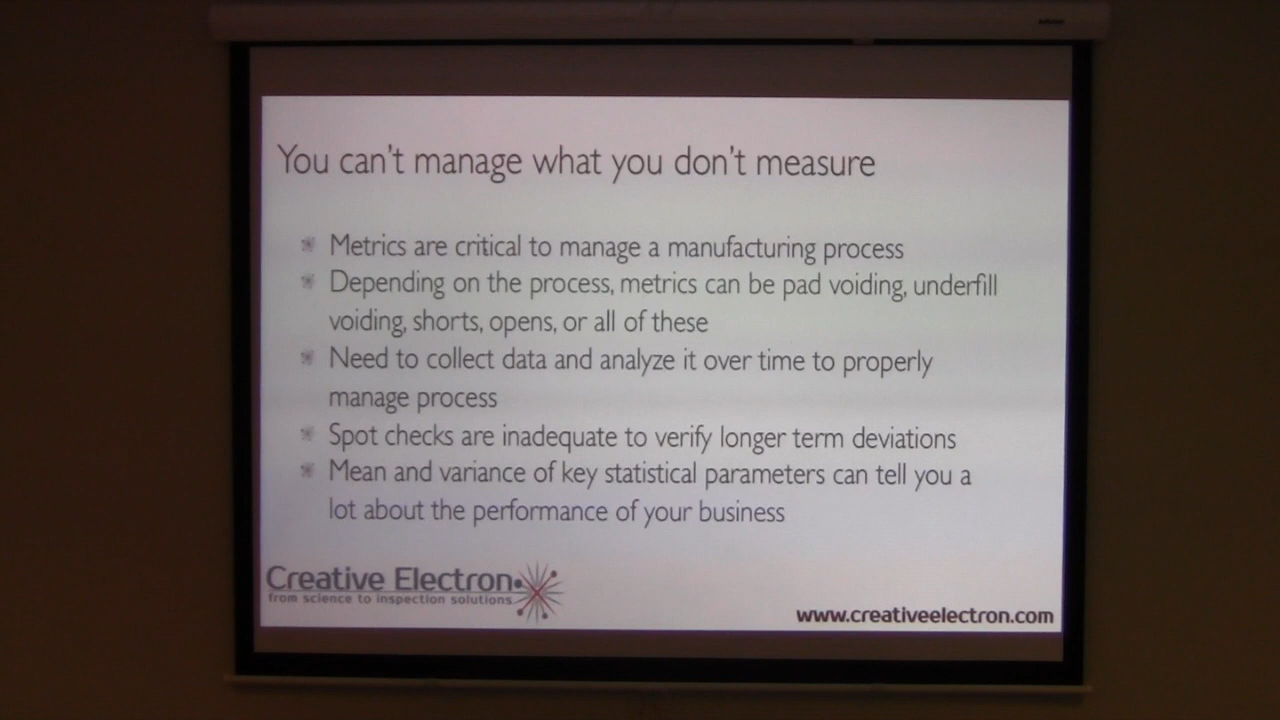 You can't manage what you don't measure
Metrics are critical to manage a manufacturing process
Depending on the process, metrics can be pad voiding, underfill
voiding, shorts, opens, or all of these
Need to collect data and analyze it over time to properly
manage process
Spot checks are inadequate to verify longer term deviations
Mean and variance of key statistical parameters can tell you a
lot about the performance of your business
Creative Electron
from science to inspection solutions
www.creativeelectron.com